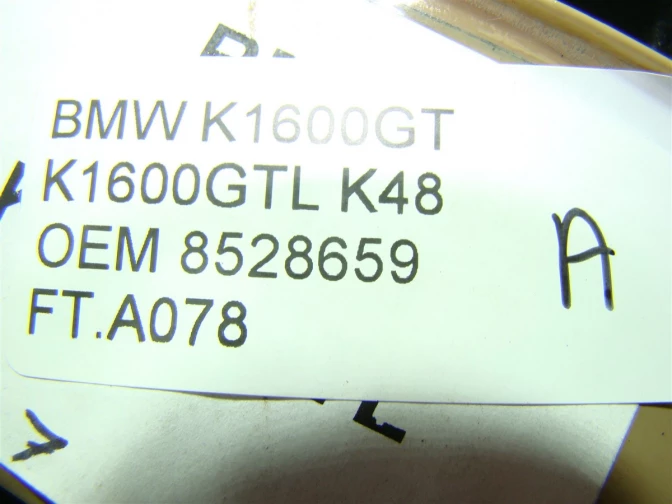 BMW K1600GT
K1600GTL K48
OEM 8528659
FT.A078
A